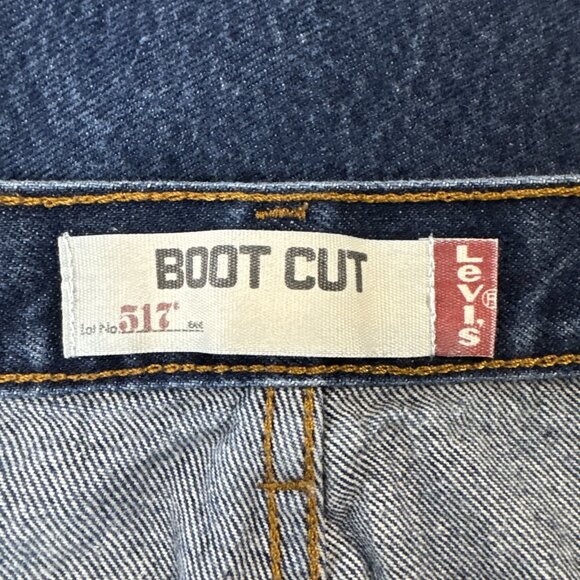 BOOT CUT
Lot No. 517*
Levi's ®